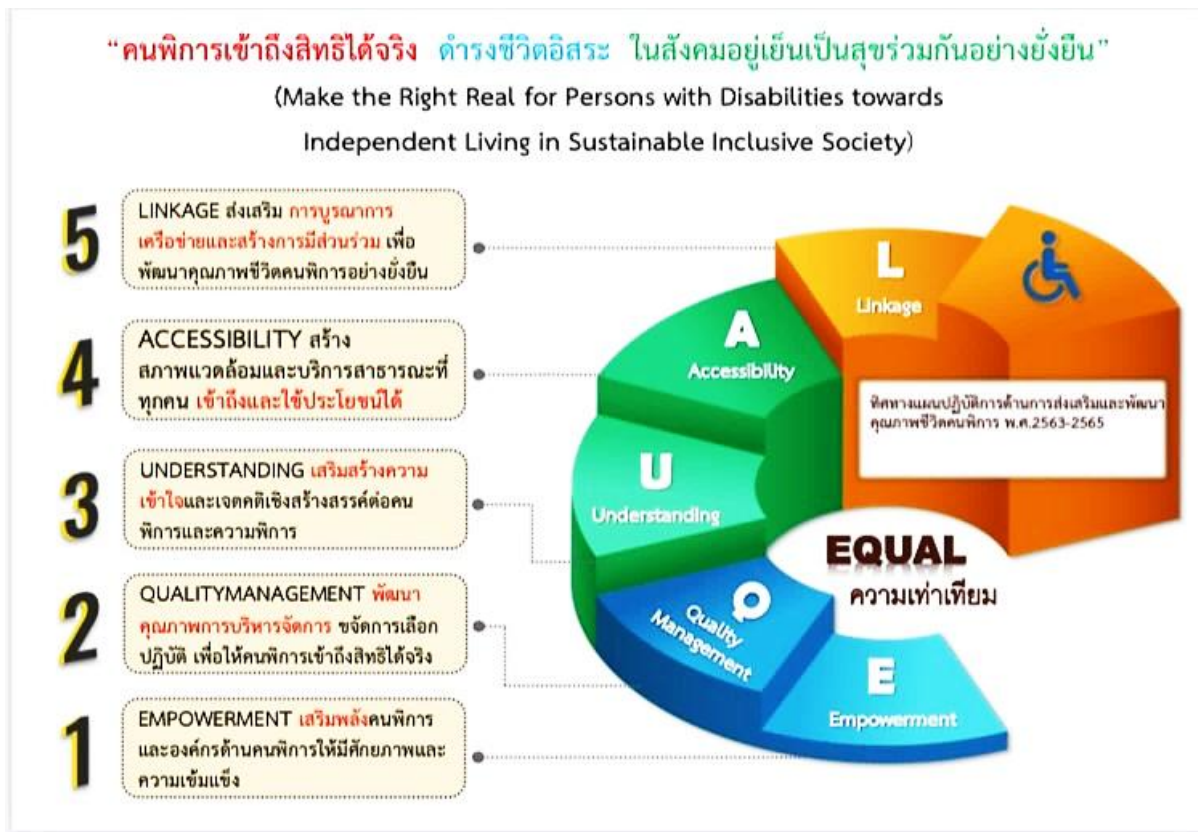 “คนพิการเข้าถึงสิทธิได้จริง ดำรงชีวิตอิสระ ในสังคมอยู่เย็นเป็นสุขร่วมกันอย่างยั่งยืน”
(Make the Right Real for Persons with Disabilities towards
Independent Living in Sustainable Inclusive Society)
5
LINKAGE ส่งเสริม การบูรณาการ
เครือข่ายและสร้างการมีส่วนร่วม เพื่อ
พัฒนาคุณภาพชีวิตคนพิการอย่างยั่งยืน
4
ACCESSIBILITY สร้าง
สภาพแวดล้อมและบริการสาธารณะที่
ทุกคน เข้าถึงและใช้ประโยชน์ได้
3
UNDERSTANDING เสริมสร้างความ
เข้าใจและเจตคติเชิงสร้างสรรค์ต่อคน
พิการและความพิการ
2
QUALITYMANAGEMENT พัฒนา
คุณภาพการบริหารจัดการ ขจัดการเลือก
ปฏิบัติ เพื่อให้คนพิการเข้าถึงสิทธิได้จริง
1
EMPOWERMENT เสริมพลังคนพิการ
และองค์กรด้านคนพิการให้มีศักยภาพและ
ความเข้มแข็ง
L
Linkage
A
Accessibility
U
Understanding
Q
Quality
Management
E
Empowerment
ทิศทางแผนปฏิบัติการด้านการส่งเสริมและพัฒนา
คุณภาพชีวิตคนพิการ พ.ศ.2563-2565
EQUAL
ความเท่าเทียม